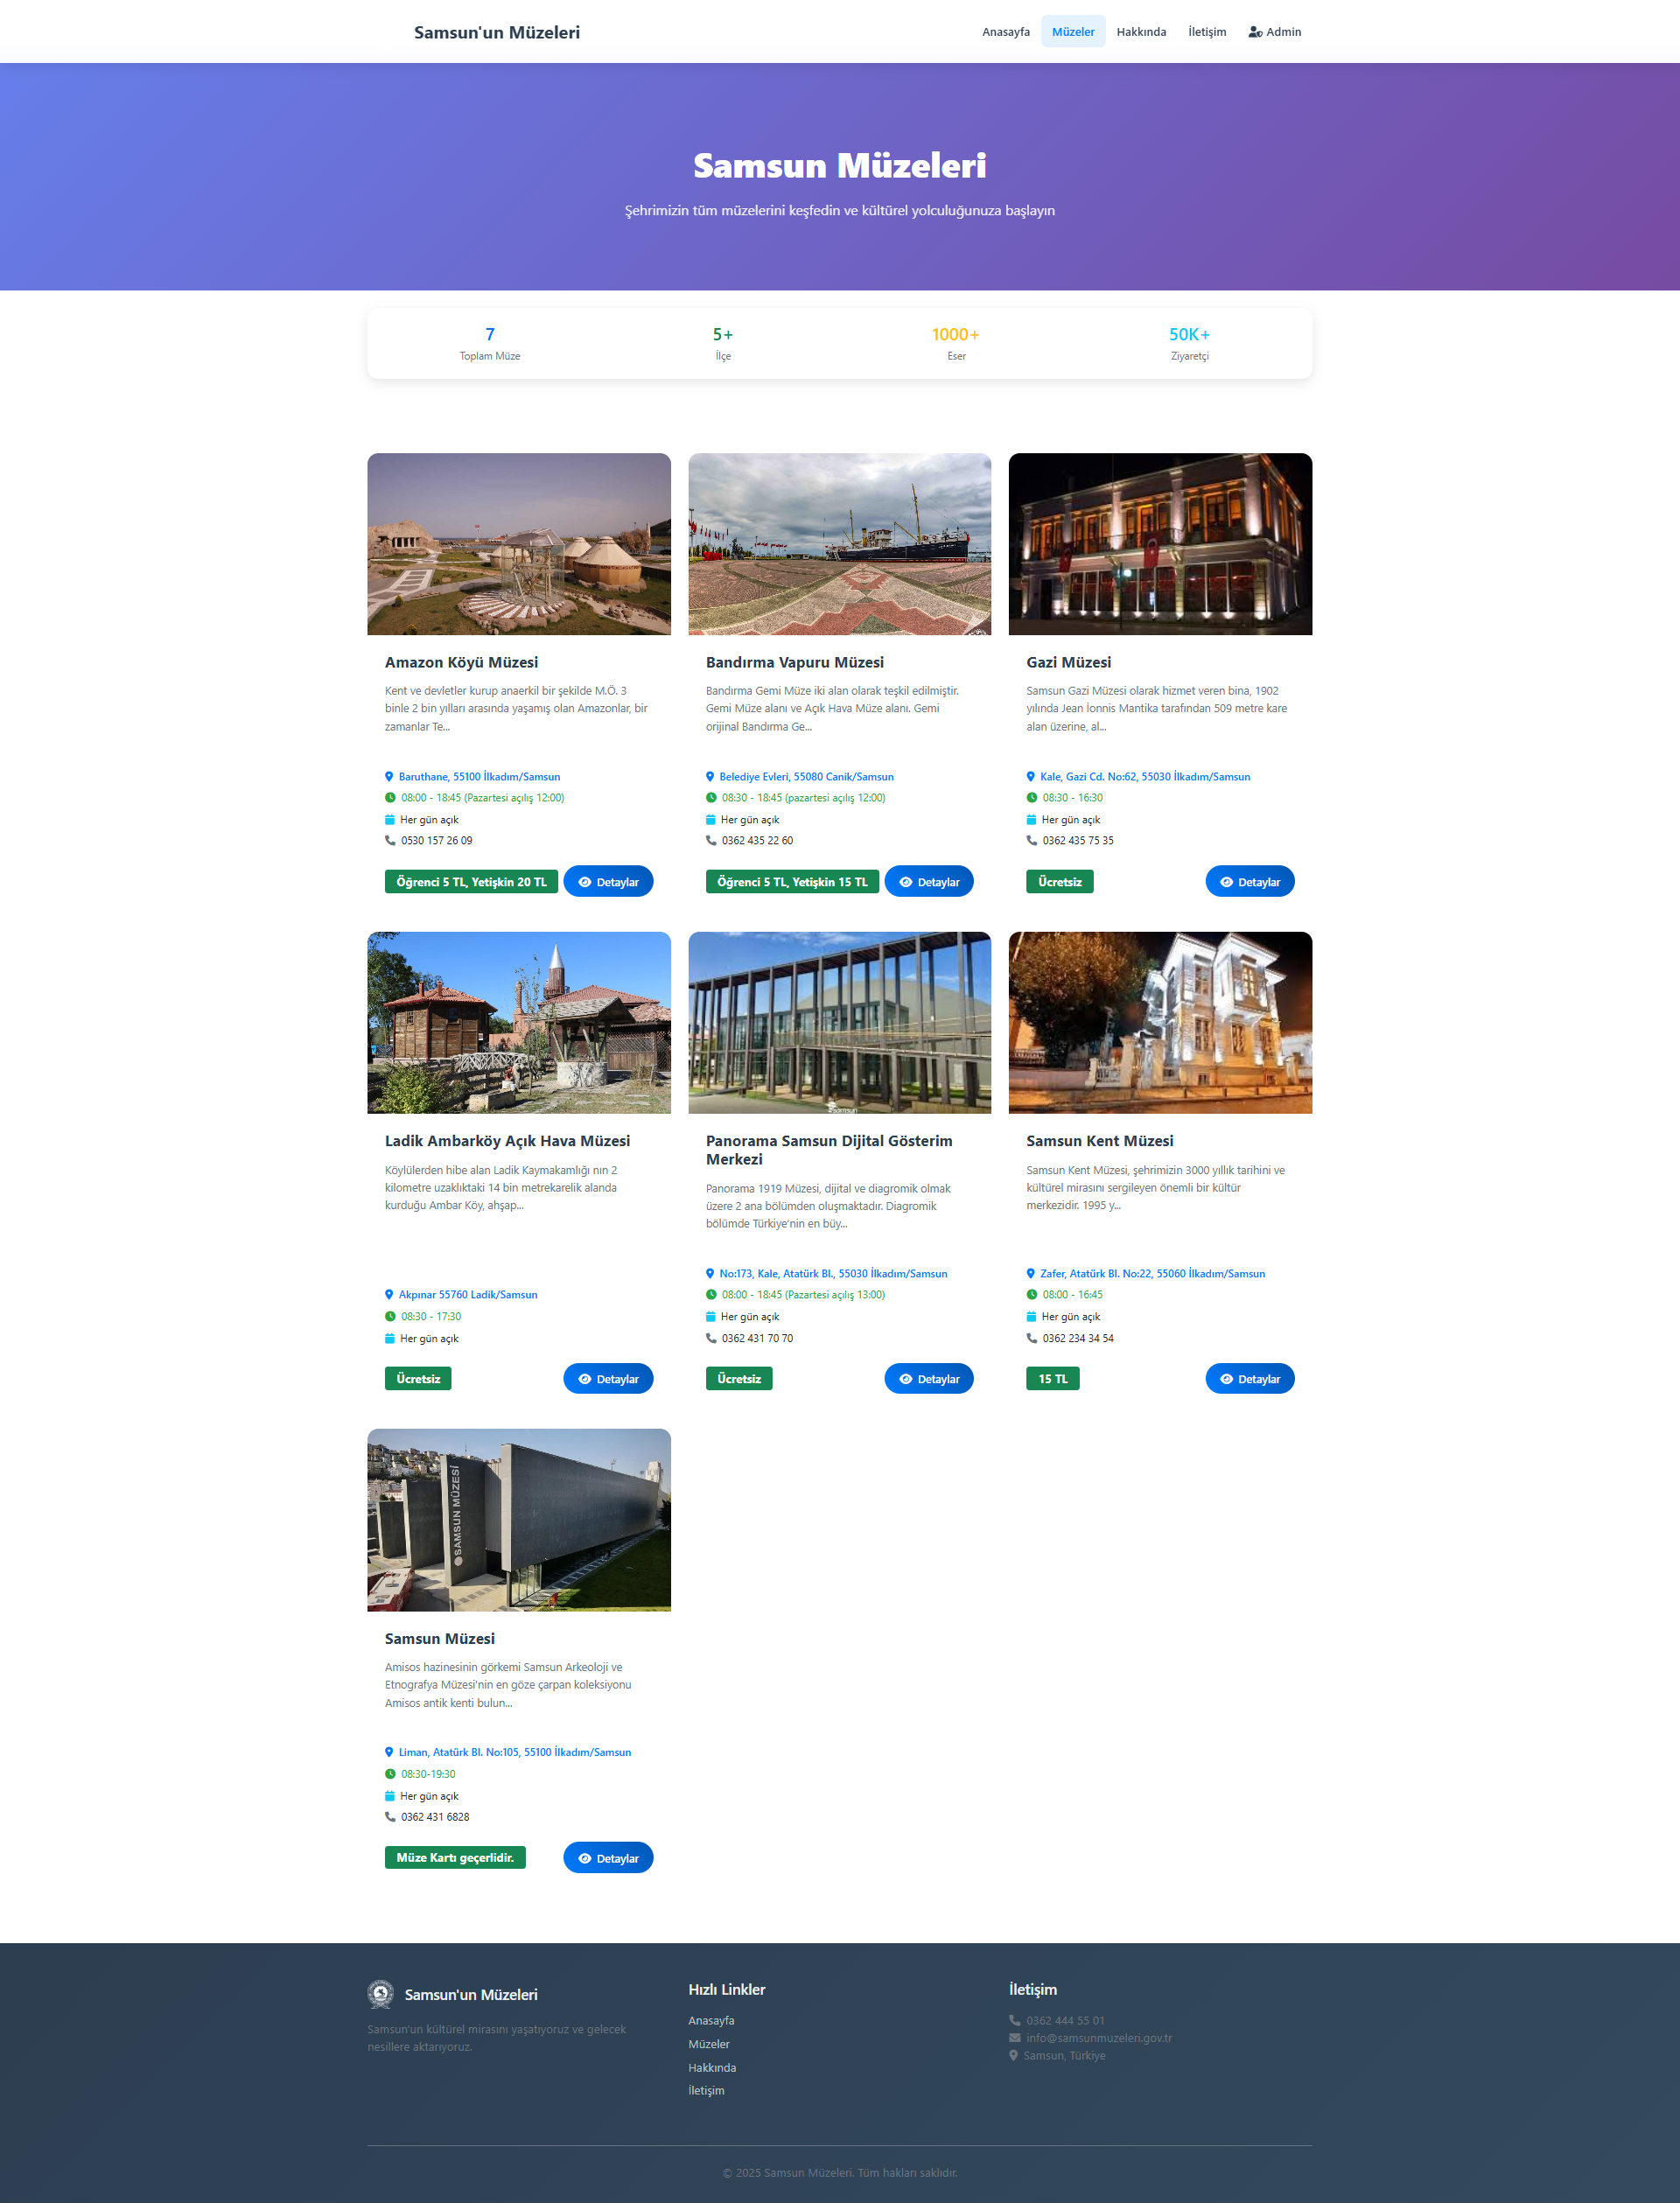 Samsun'un Müzeleri
Anasayfa
Müzeler
Hakkında
İletişim
Admin
Samsun Müzeleri
Şehrimizin tüm müzelerini keşfedin ve kültürel yolculuğunuza başlayın
7
Toplam Müze
5+
İlçe
1000+
Eser
50K+
Ziyaretçi
Amazon Köyü Müzesi
Kent ve devletler kurup anaerkil bir şekilde M.Ö. 3
binle 2 bin yılları arasında yaşamış olan Amazonlar, bir
zamanlar Te...
Baruthane, 55100 İlkadım/Samsun
08:00 - 18:45 (Pazartesi açılış 12:00)
Her gün açık
0530 157 26 09
Öğrenci 5 TL, Yetişkin 20 TL
Detaylar
Bandırma Vapuru Müzesi
Bandırma Gemi Müze iki alan olarak teşkil edilmiştir.
Gemi Müze alanı ve Açık Hava Müze alanı. Gemi
orijinal Bandırma Ge...
Belediye Evleri, 55080 Canik/Samsun
08:30 - 18:45 (pazartesi açılış 12:00)
Her gün açık
0362 435 22 60
Öğrenci 5 TL, Yetişkin 15 TL
Detaylar
Gazi Müzesi
Samsun Gazi Müzesi olarak hizmet veren bina, 1902
yılında Jean İonnis Mantika tarafından 509 metre kare
alan üzerine, al...
Kale, Gazi Cd. No:62, 55030 İlkadım/Samsun
08:30 - 16:30
Her gün açık
0362 435 75 35
Ücretsiz
Detaylar
Ladik Ambarköy Açık Hava Müzesi
Köylülerden hibe alan Ladik Kaymakamlığı nın 2
kilometre uzaklıktaki 14 bin metrekarelik alanda
kurduğu Ambar Köy, ahşap...
Akpınar 55760 Ladik/Samsun
08:30 - 17:30
Her gün açık
Ücretsiz
Detaylar
samsun
Panorama Samsun Dijital Gösterim
Merkezi
Panorama 1919 Müzesi, dijital ve diagromik olmak
üzere 2 ana bölümden oluşmaktadır. Diagromik
bölümde Türkiye'nin en büy...
No:173, Kale, Atatürk Bl., 55030 İlkadım/Samsun
08:00 - 18:45 (Pazartesi açılış 13:00)
Her gün açık
0362 431 70 70
Ücretsiz
Detaylar
Samsun Kent Müzesi
Samsun Kent Müzesi, şehrimizin 3000 yıllık tarihini ve
kültürel mirasını sergileyen önemli bir kültür
merkezidir. 1995 y...
Zafer, Atatürk Bl. No:22, 55060 İlkadım/Samsun
08:00 - 16:45
Her gün açık
0362 234 34 54
15 TL
Detaylar
SAMSUN MÜZESİ
Samsun Müzesi
Amisos hazinesinin görkemi Samsun Arkeoloji ve
Etnografya Müzesi'nin en göze çarpan koleksiyonu
Amisos antik kenti bulun...
Liman, Atatürk Bl. No:105, 55100 İlkadım/Samsun
08:30-19:30
Her gün açık
0362 431 6828
Müze Kartı geçerlidir.
Detaylar
Samsun'un Müzeleri
Samsun'un kültürel mirasını yaşatıyoruz ve gelecek
nesillere aktarıyoruz.
Hızlı Linkler
Anasayfa
Müzeler
Hakkında
İletişim
İletişim
0362 444 55 01
info@samsunmuzeleri.gov.tr
Samsun, Türkiye
© 2025 Samsun Müzeleri. Tüm hakları saklıdır.